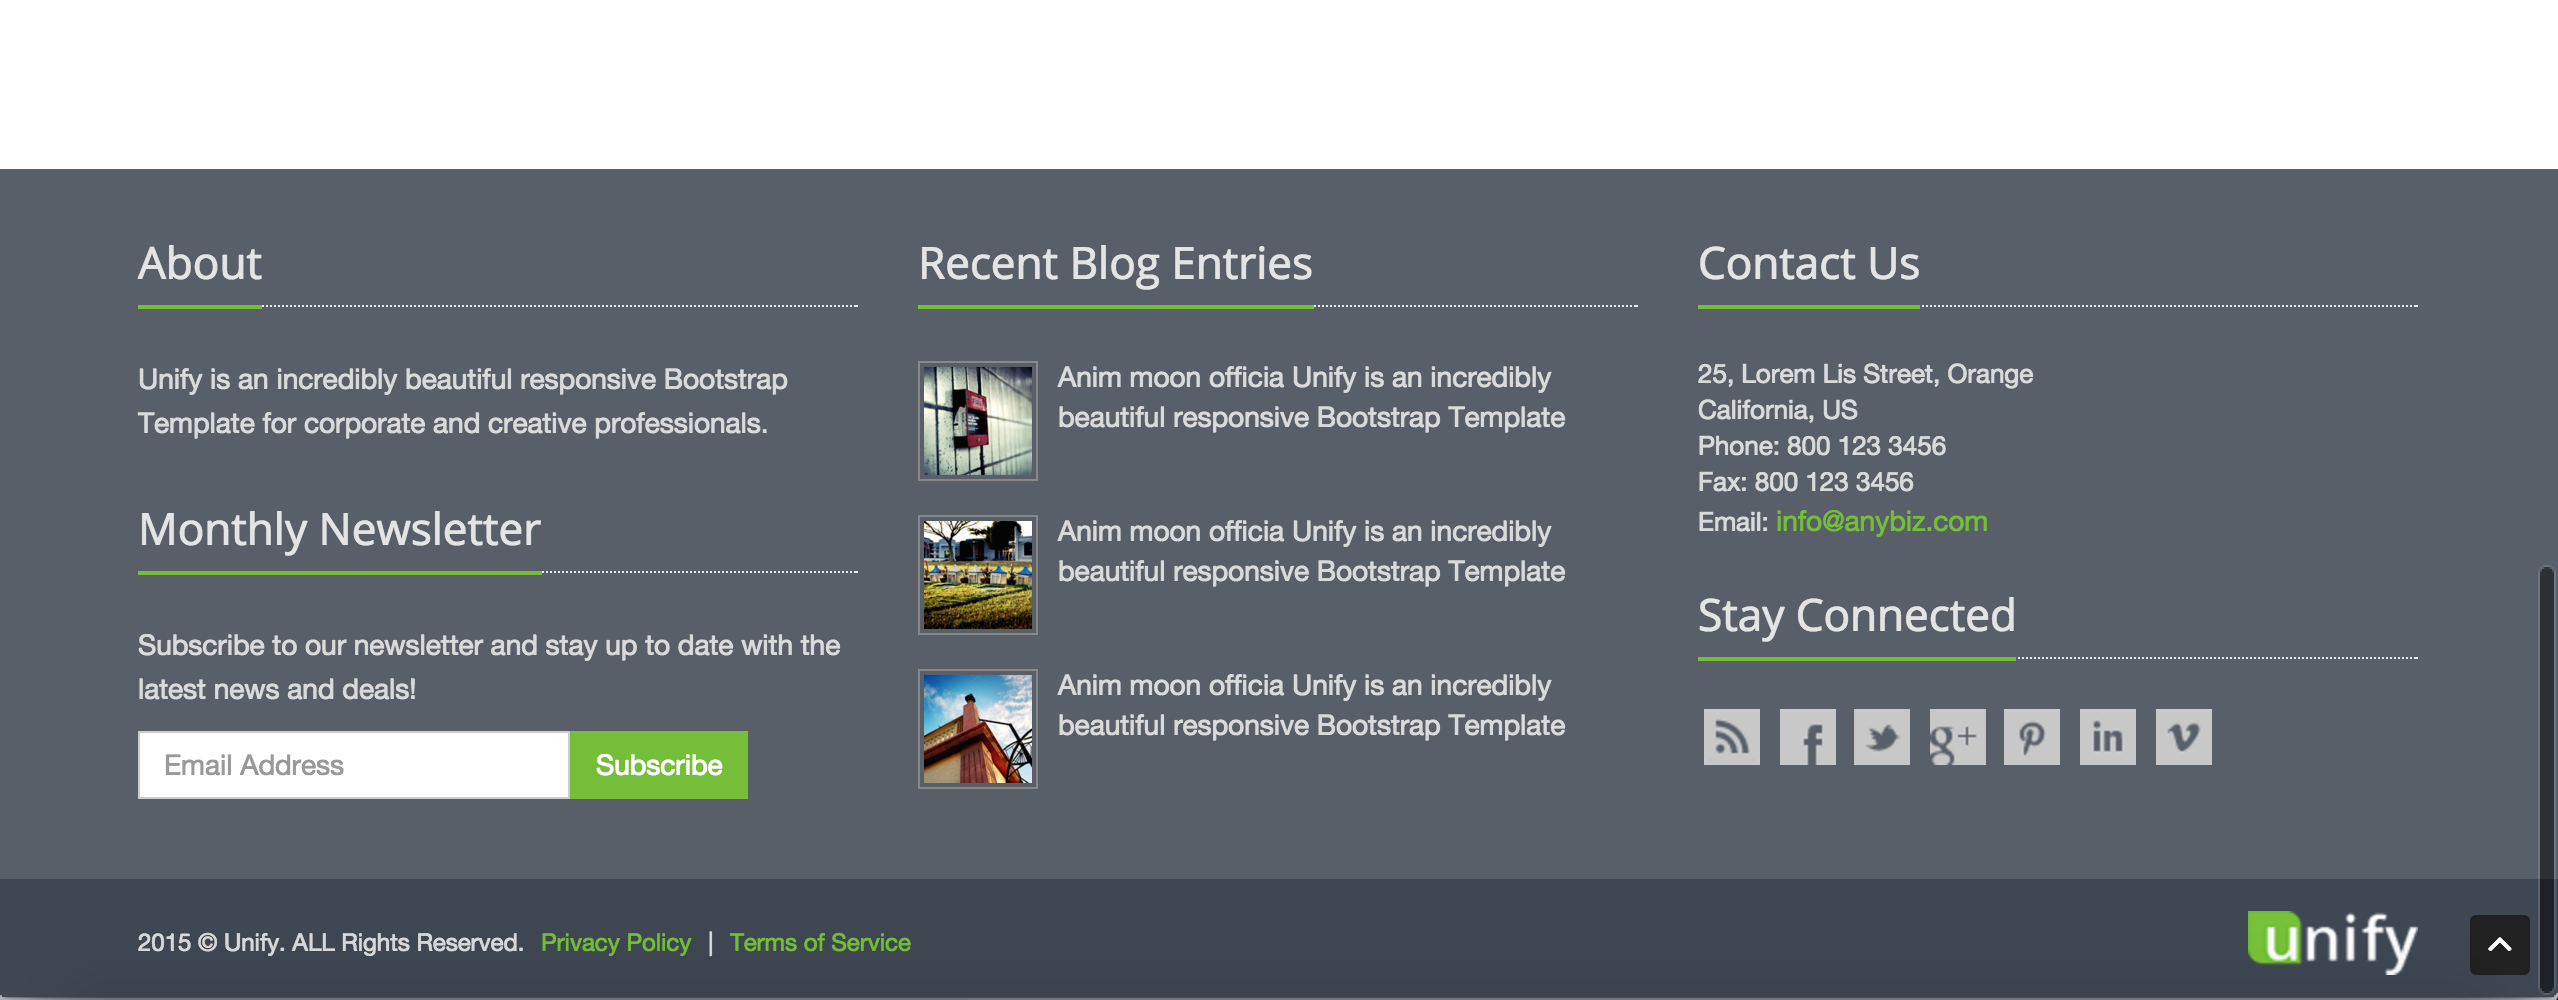 About
Unify is an incredibly beautiful responsive Bootstrap
Template for corporate and creative professionals.
Monthly Newsletter
Subscribe to our newsletter and stay up to date with the
latest news and deals!
Email Address
Subscribe
Recent Blog Entries
Anim moon officia Unify is an incredibly
beautiful responsive Bootstrap Template
Anim moon officia Unify is an incredibly
beautiful responsive Bootstrap Template
Anim moon officia Unify is an incredibly
beautiful responsive Bootstrap Template
Contact Us
25, Lorem Lis Street, Orange
California, US
Phone: 800 123 3456
Fax: 800 123 3456
Email: info@anybiz.com
Stay Connected
f g+ in v
2015 © Unify. ALL Rights Reserved. Privacy Policy | Terms of Service
unify